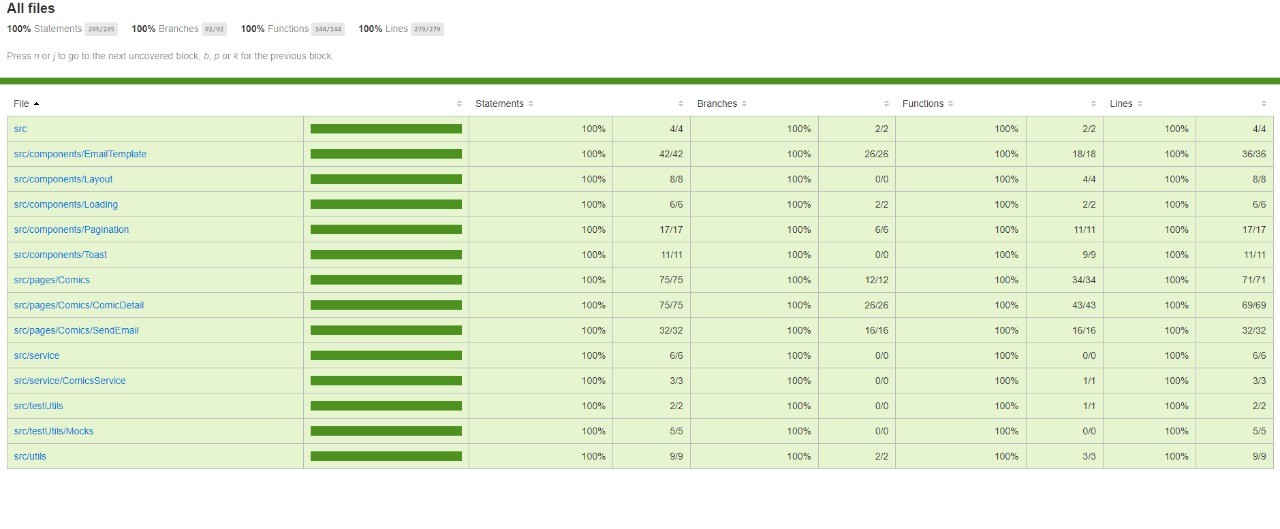 All files
100% Statements 295/295 100% Branches 92/92 100% Functions 144/144 100% Lines 279/279
Press n or j to go to the next uncovered block, b, p or k for the previous block.
File Statements Branches Functions Lines
src 100% 4/4 100% 2/2 100% 2/2 100% 4/4
src/components/EmailTemplate 100% 42/42 100% 26/26 100% 18/18 100% 36/36
src/components/Layout 100% 8/8 100% 0/0 100% 4/4 100% 8/8
src/components/Loading 100% 6/6 100% 2/2 100% 2/2 100% 6/6
src/components/Pagination 100% 17/17 100% 6/6 100% 11/11 100% 17/17
src/components/Toast 100% 11/11 100% 0/0 100% 9/9 100% 11/11
src/pages/Comics 100% 75/75 100% 12/12 100% 34/34 100% 71/71
src/pages/Comics/ComicDetail 100% 75/75 100% 26/26 100% 43/43 100% 69/69
src/pages/Comics/SendEmail 100% 32/32 100% 16/16 100% 16/16 100% 32/32
src/service 100% 6/6 100% 0/0 100% 0/0 100% 6/6
src/service/ComicsService 100% 3/3 100% 0/0 100% 1/1 100% 3/3
src/testUtils 100% 2/2 100% 0/0 100% 1/1 100% 2/2
src/testUtils/Mocks 100% 5/5 100% 0/0 100% 0/0 100% 5/5
src/utils 100% 9/9 100% 2/2 100% 3/3 100% 9/9